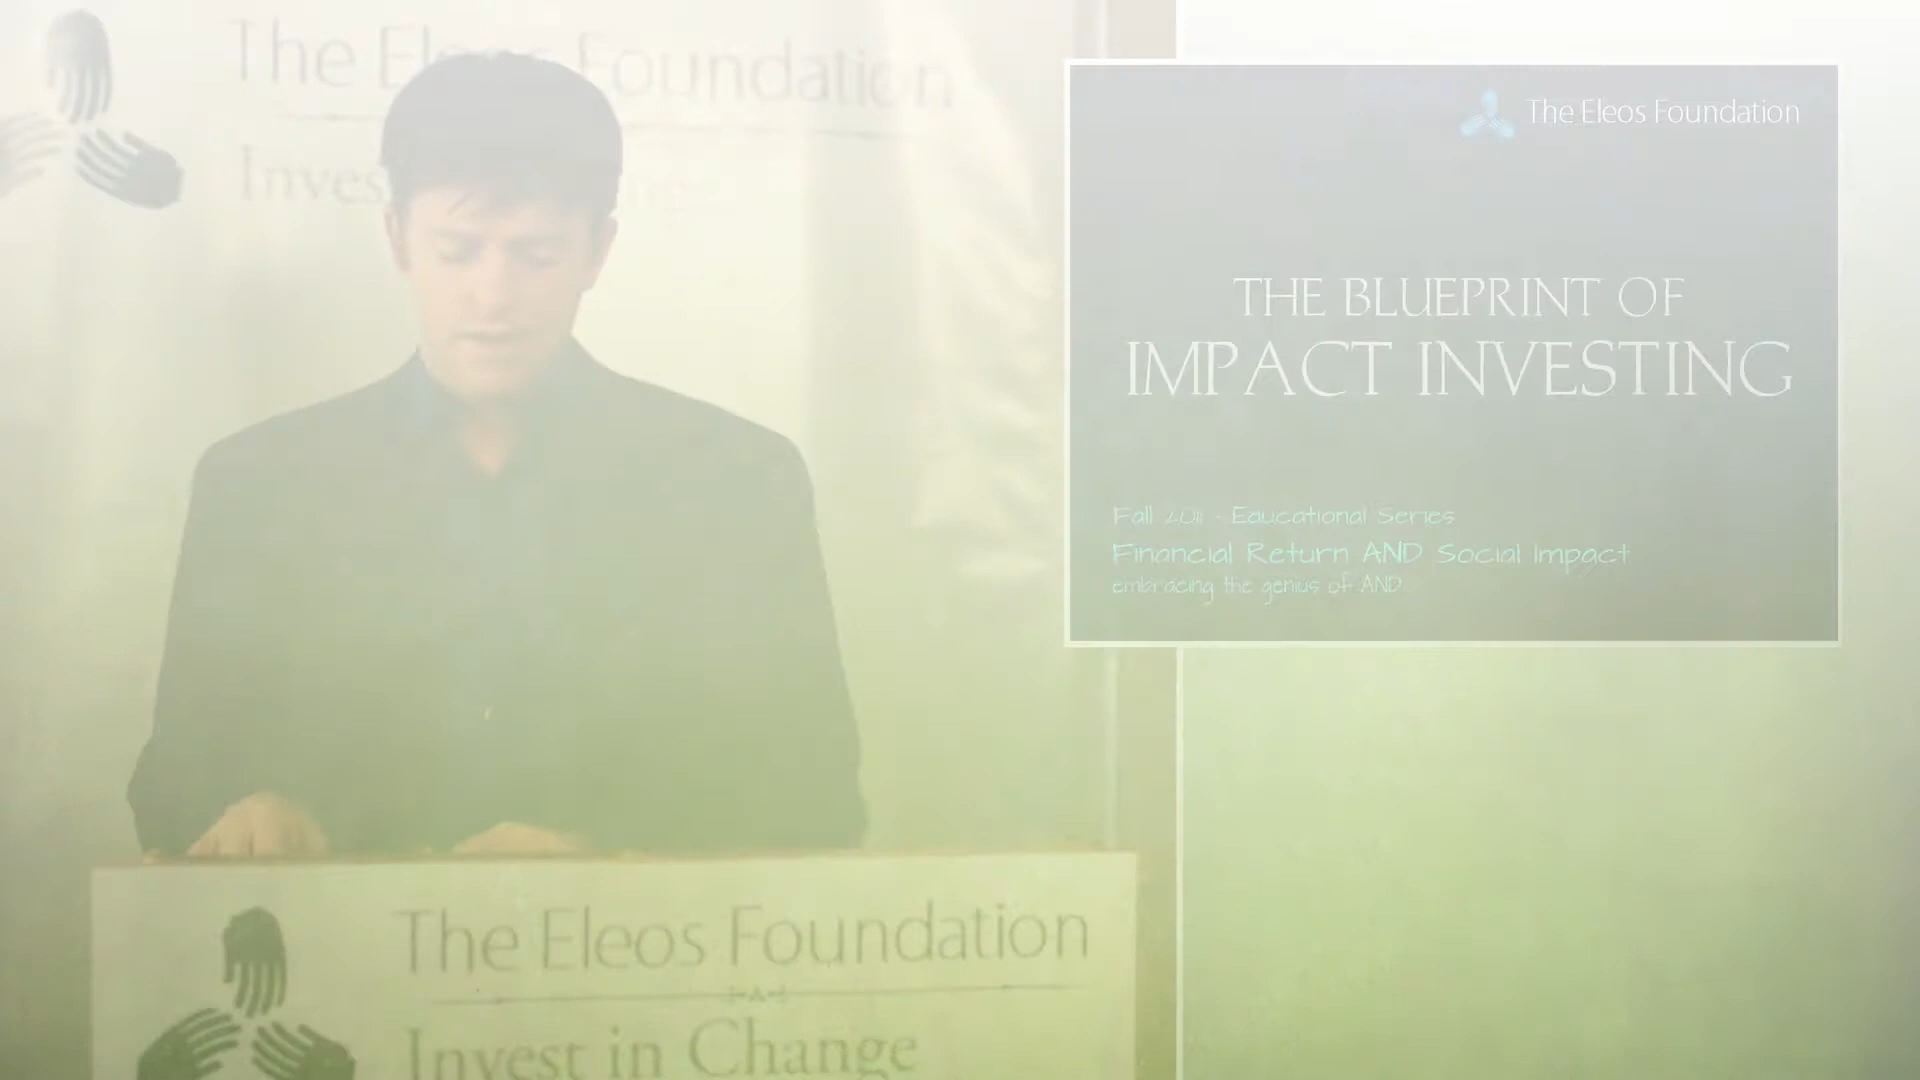 The Eleos Foundation
Inves
The Eleos Foundation
THE BLUEPRINT OF
IMPACT INVESTING
Fall 2011 - Educational Series
Financial Return AND Social Impact
embracing the genius of AND
The Eleos Foundation
Invest in Change